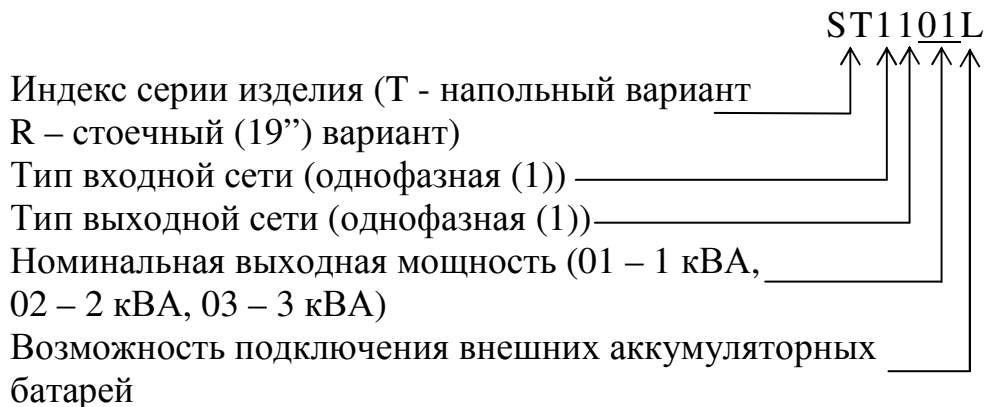 ST1101L
Индекс серии изделия (Т - напольный вариант
R – стоечный (19”) вариант)
Тип входной сети (однофазная (1))
Тип выходной сети (однофазная (1))
Номинальная выходная мощность (01 – 1 кВА,
02 – 2 кВА, 03 – 3 кВА)
Возможность подключения внешних аккумуляторных
батарей